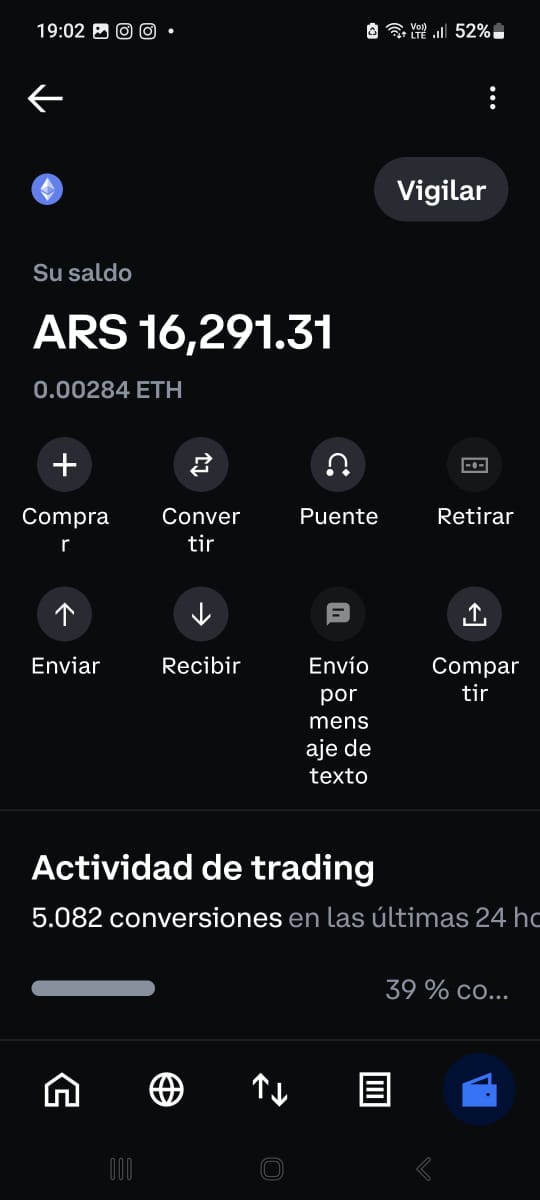 19:02
Vo))
LTE
52%
Vigilar
Su saldo
ARS 16,291.31
0.00284 ETH
Compra
r
Conver
tir
Puente
Retirar
Enviar
Recibir
Envío
por
mens
aje de
texto
Compar
tir
Actividad de trading
5.082 conversiones en las últimas 24 ho
39 % co...